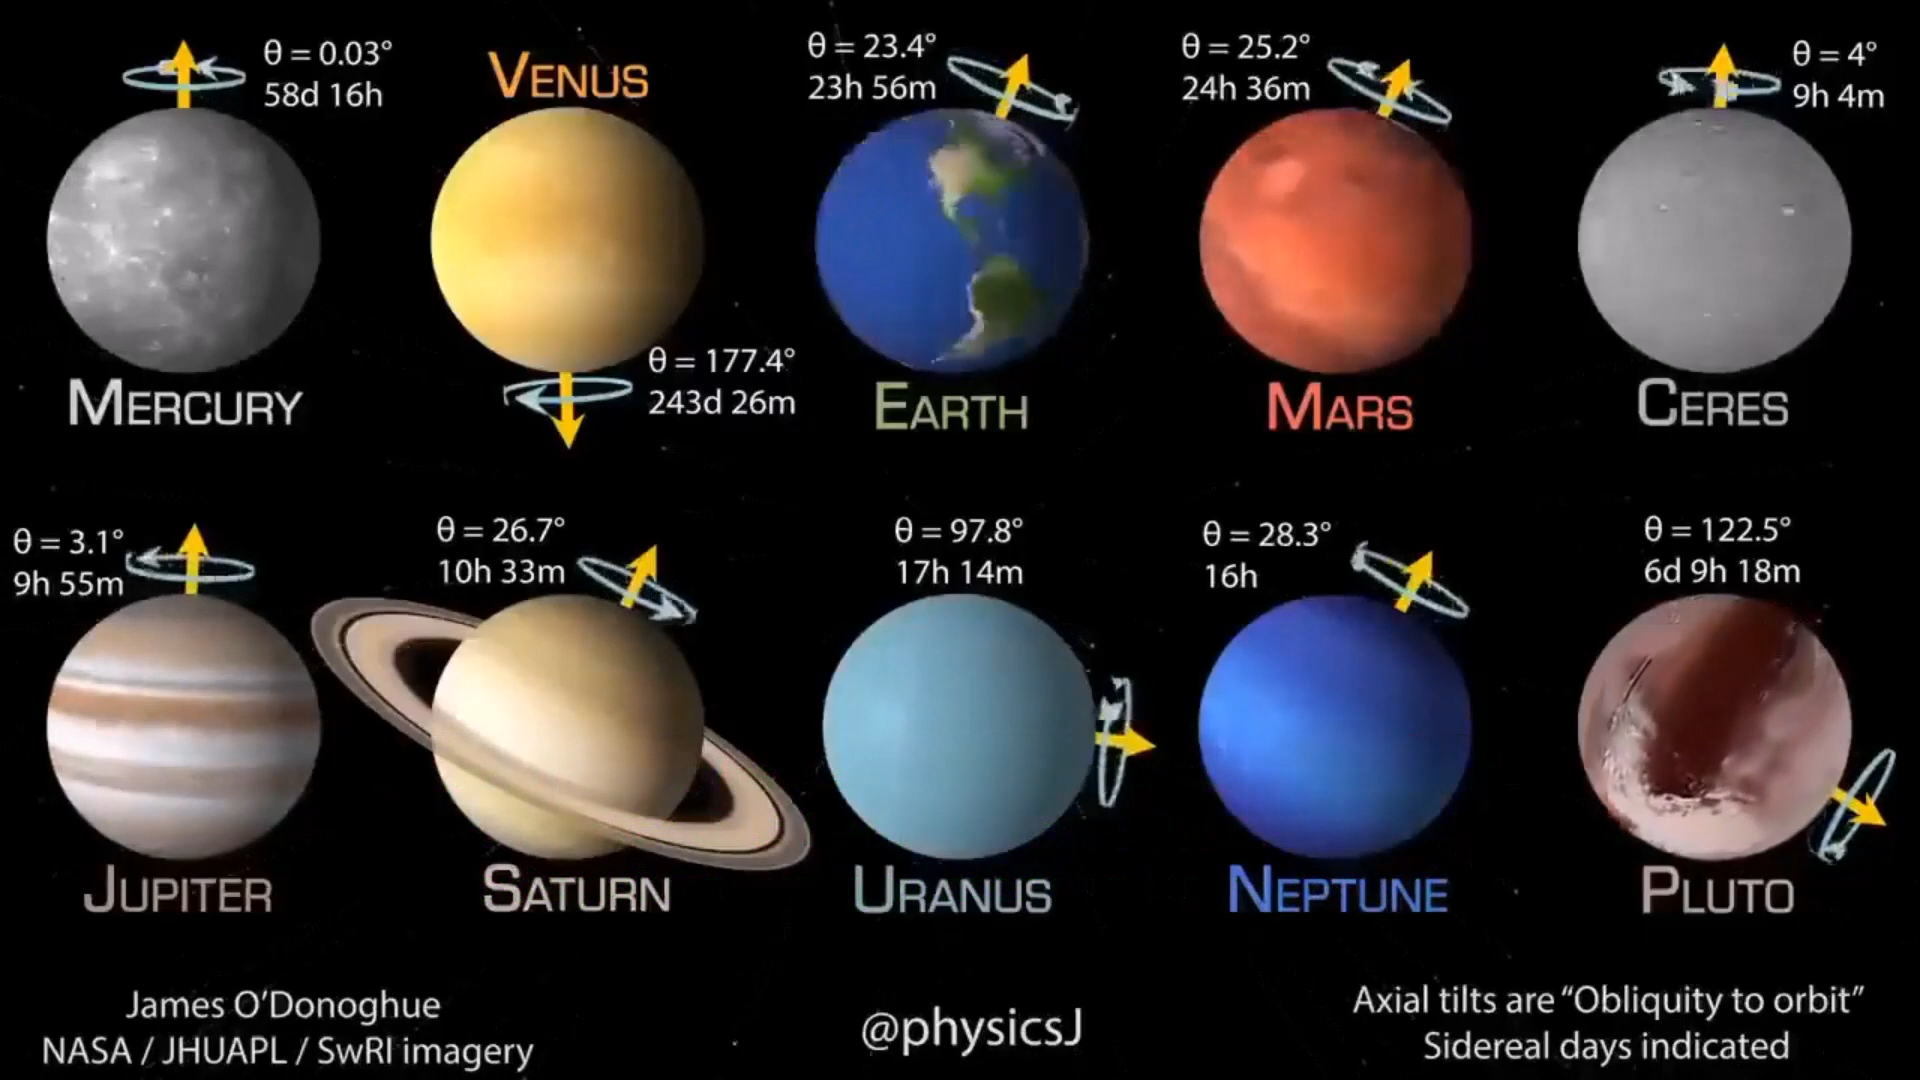 θ = 0.03°
58d 16h
MERCURY
VENUS
θ = 177.4°
243d 26m
θ = 23.4°
23h 56m
EARTH
θ = 25.2°
24h 36m
MARS
θ = 4°
9h 4m
CERES
θ = 3.1°
9h 55m
JUPITER
θ = 26.7°
10h 33m
SATURN
θ = 97.8°
17h 14m
URANUS
θ = 28.3°
16h
NEPTUNE
θ = 122.5°
6d 9h 18m
PLUTO
James O’Donoghue
NASA / JHUAPL / SwRI imagery
@physicsJ
Axial tilts are “Obliquity to orbit”
Sidereal days indicated